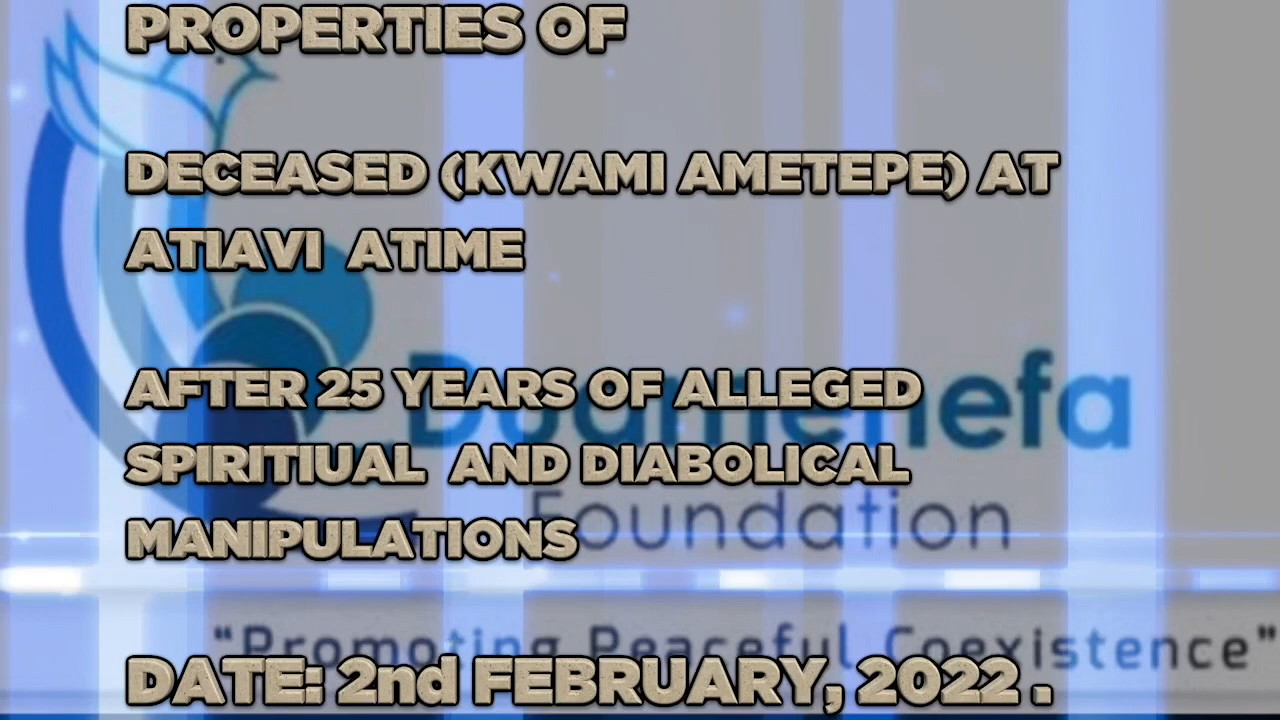 PROPERTIES OF
DECEASED (KWAMI AMETEPE) AT
ATIAVI ATIME
AFTER 25 YEARS OF ALLEGED
Doamenefa
SPIRITIUAL AND DIABOLICAL
Foundation
MANIPULATIONS
"Promoting Peaceful Coexistence"
DATE: 2nd FEBRUARY, 2022 .